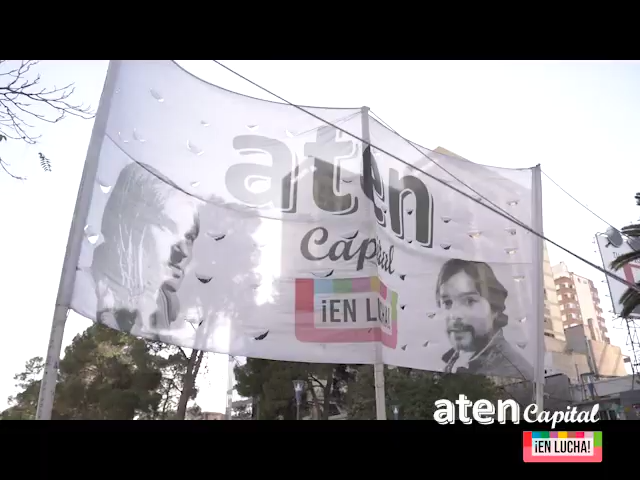 aten
Capital
¡EN LUCHA!
aten Capital
¡EN LUCHA!